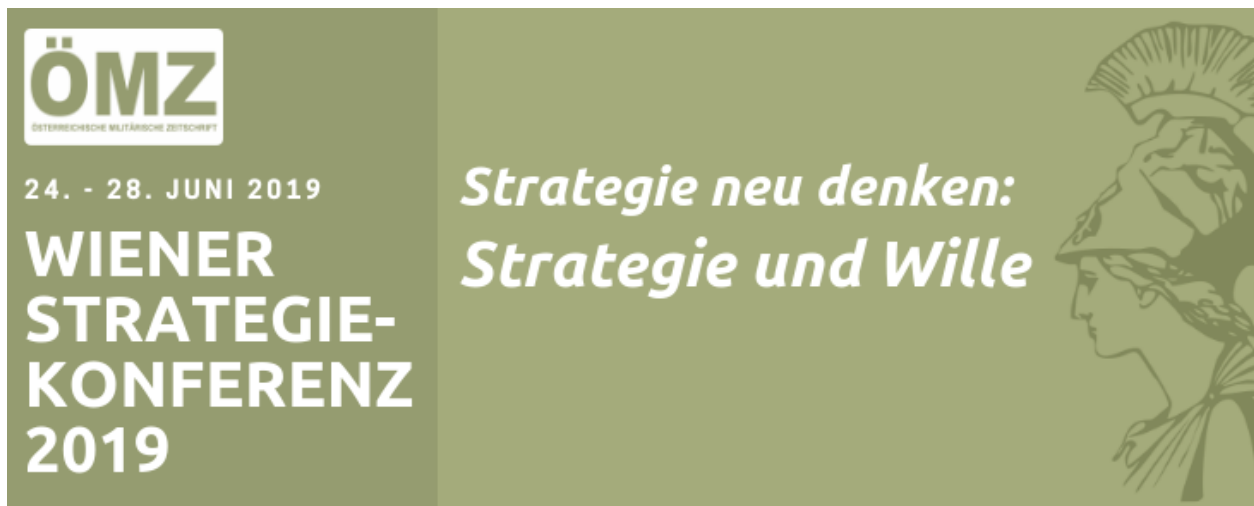 ÖMZ
ÖSTERREICHISCHE MILITÄRISCHE ZEITSCHRIFT
24. - 28. JUNI 2019
WIENER
STRATEGIE-
KONFERENZ
2019
Strategie neu denken:
Strategie und Wille